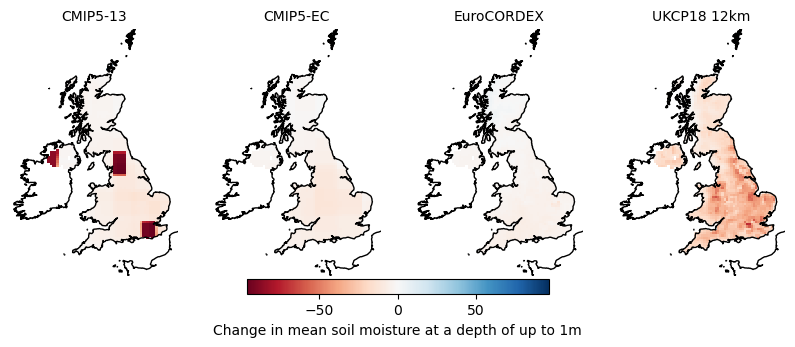 CMIP5-13
CMIP5-EC
EuroCORDEX
UKCP18 12km
−50
0
50
Change in mean soil moisture at a depth of up to 1m